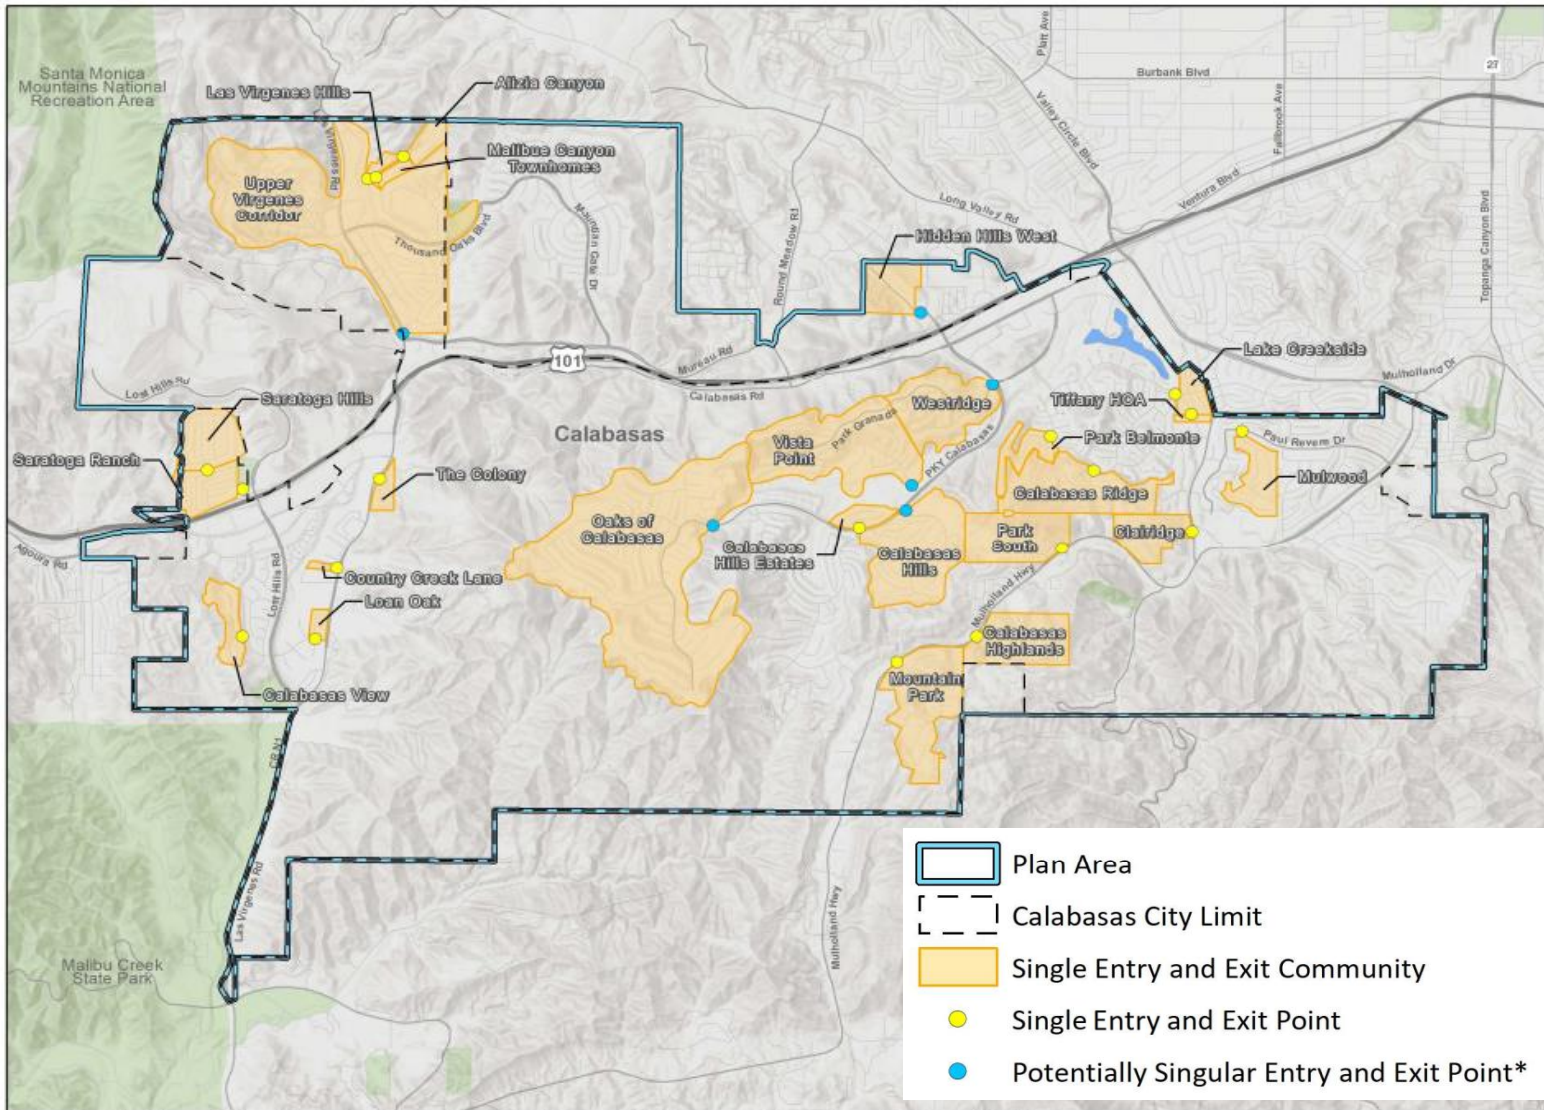 Santa Monica
Mountains National
Recreation Area
Las Virgenes Hills
Alizia Canyon
Malibue Canyon
Townhomes
Upper
Virgenes
Corridor
Las Virgenes Rd
Thousand Oaks Blvd
Mountain Gate Dr
Round Meadow Rd
Long Valley Rd
Valley Circle Blvd
Platt Ave
Burbank Blvd
Fallbrook Ave
27
Ventura Blvd
Topanga Canyon Blvd
Hidden Hills West
Mureau Rd
101
Calabasas Rd
Lost Hills Rd
Saratoga Hills
Saratoga Ranch
Calabasas
The Colony
Westridge
Park Granada
Vista
Point
PKY Calabasas
Lake Creekside
Mulholland Dr
Tiffany HOA
Park Belmonte
Paul Revere Dr
Mulwood
Calabasas Ridge
Oaks of
Calabasas
Calabasas
Hills Estates
Calabasas
Hills
Park
South
Clairidge
Agoura Rd
Lost Hills Rd
Country Creek Lane
Loan Oak
Calabasas View
Mulholland Hwy
Calabasas
Highlands
Mountain
Park
CR N1
Las Virgenes Rd
Mulholland Hwy
Malibu Creek
State Park
Plan Area
Calabasas City Limit
Single Entry and Exit Community
Single Entry and Exit Point
Potentially Singular Entry and Exit Point*